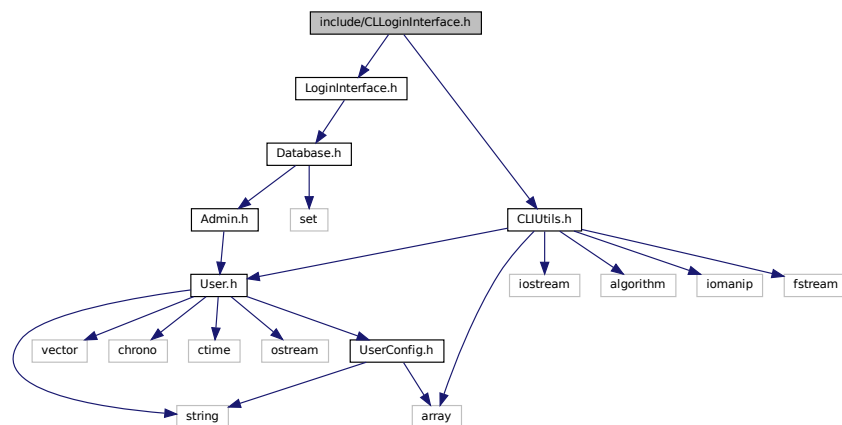 include/CLLoginInterface.h
LoginInterface.h
Database.h
Admin.h
set
CLIUtils.h
User.h
iostream
algorithm
iomanip
fstream
vector
chrono
ctime
ostream
UserConfig.h
string
array